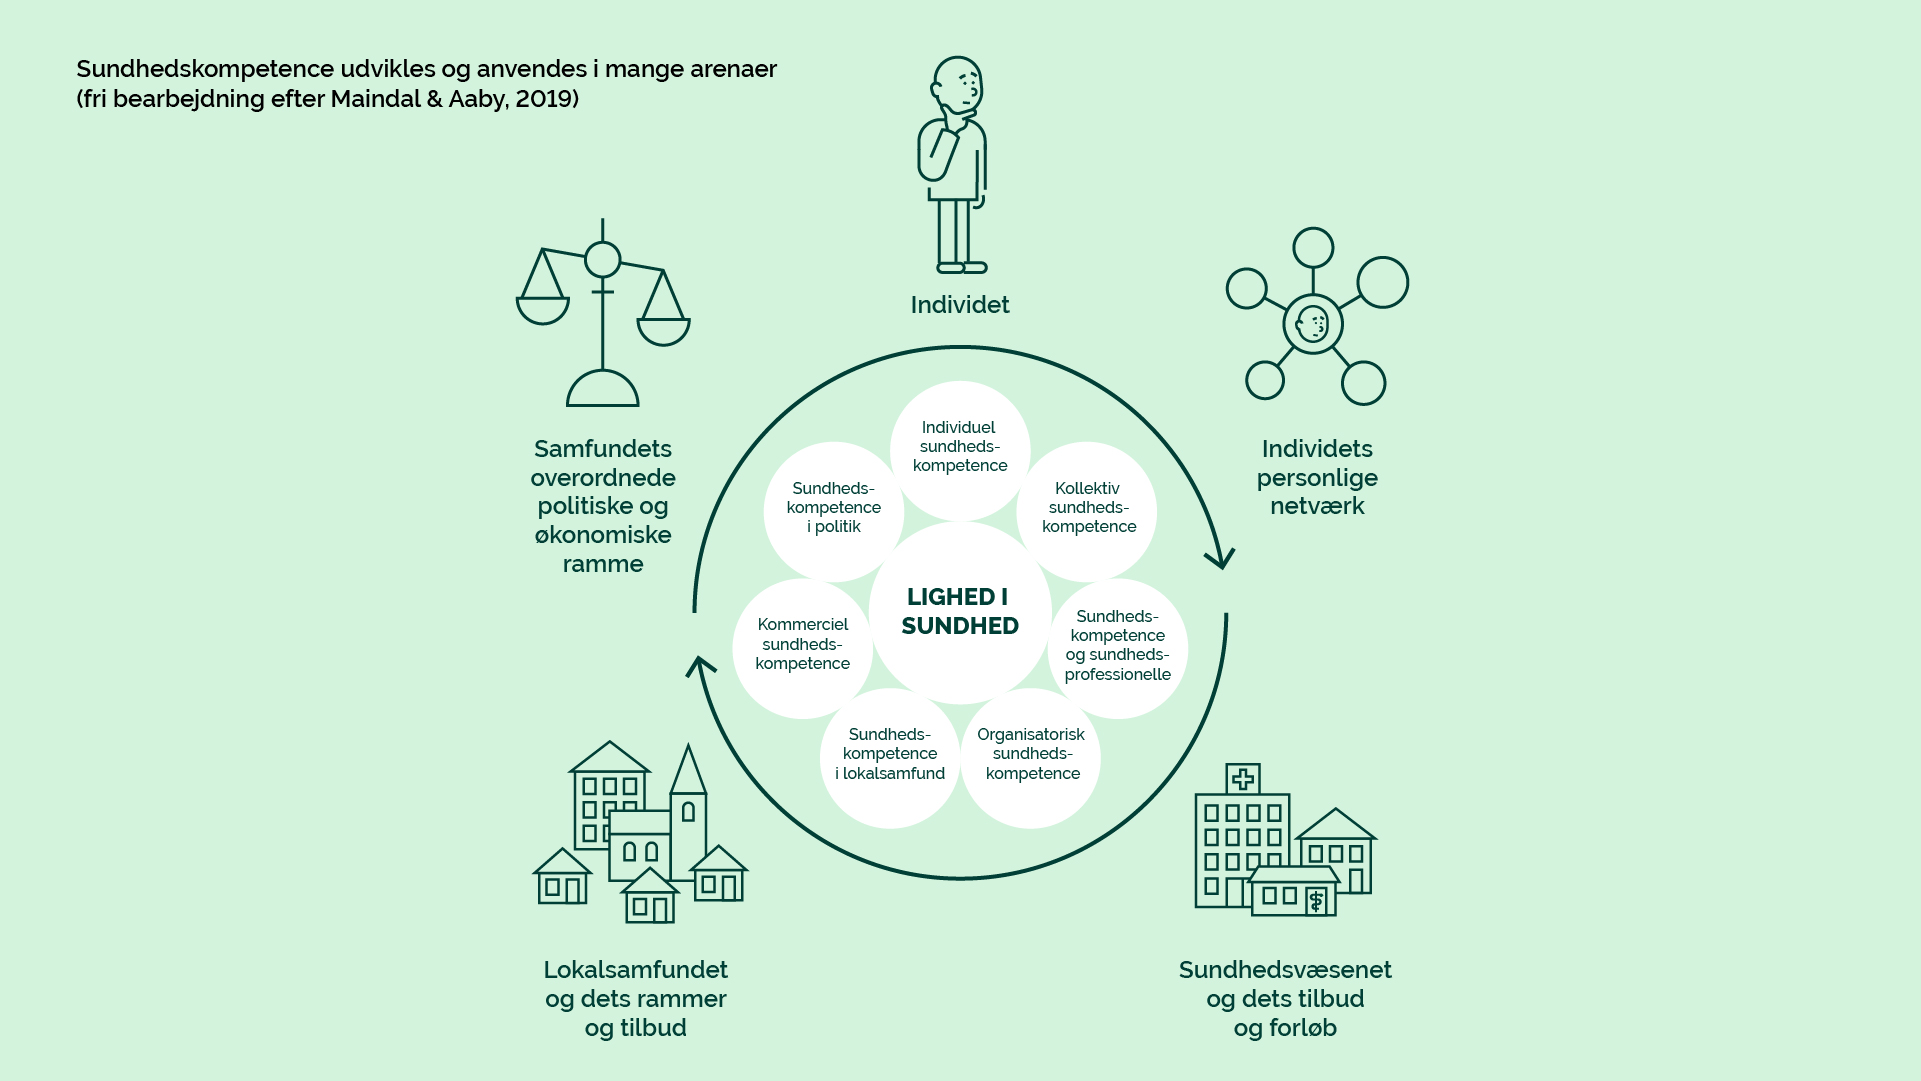 Sundhedskompetence udvikles og anvendes i mange arenaer
(fri bearbejdning efter Maindal & Aaby, 2019)
Individet
Individets
personlige
netværk
Sundhedsvæsenet
og dets tilbud
og forløb
Lokalsamfundet
og dets rammer
og tilbud
Samfundets
overordnede
politiske og
økonomiske
ramme
Individuel
sundheds-
kompetence
Kollektiv
sundheds-
kompetence
Sundheds-
kompetence
og sundheds-
professionelle
Organisatorisk
sundheds-
kompetence
Sundheds-
kompetence
i lokalsamfund
Kommerciel
sundheds-
kompetence
Sundheds-
kompetence
i politik
LIGHED I
SUNDHED